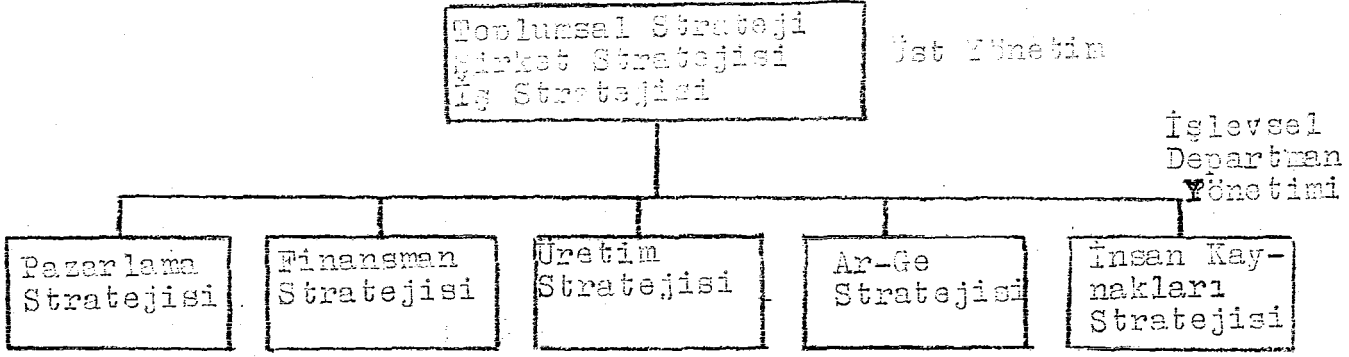 Toplumsal Strateji
Şirket Stratejisi
İş Stratejisi
Üst Yönetim
İşlevsel
Departman
Yönetimi
Pazarlama
Stratejisi
Finansman
Stratejisi
Üretim
Stratejisi
Ar-Ge
Stratejisi
İnsan Kay-
nakları
Stratejisi